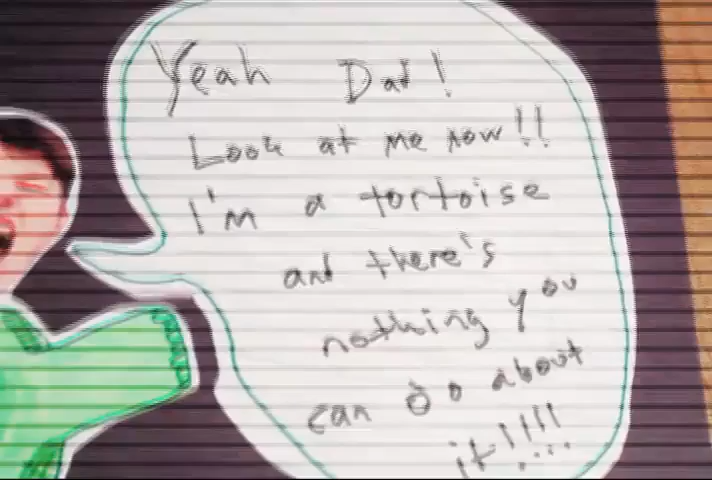 Yeah Dad!
Look at me now!!
I'm a tortoise
and there's
nothing you
can do about
it!!!!